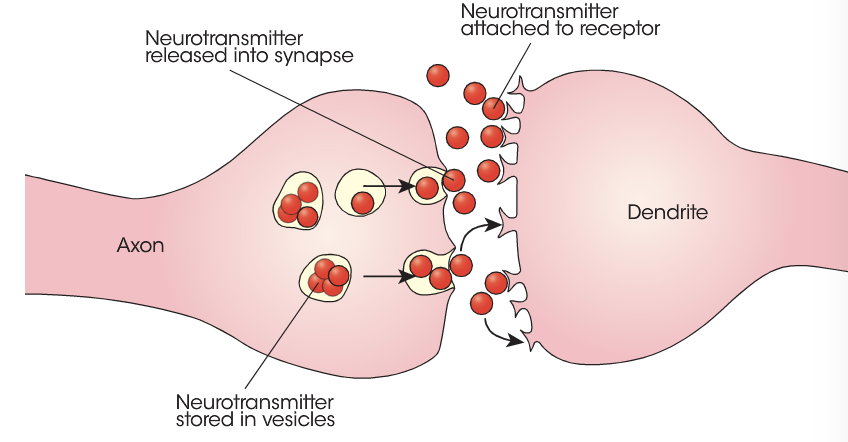 Neurotransmitter
attached to receptor
Neurotransmitter
released into synapse
Dendrite
Axon
Neurotransmitter
stored in vesicles